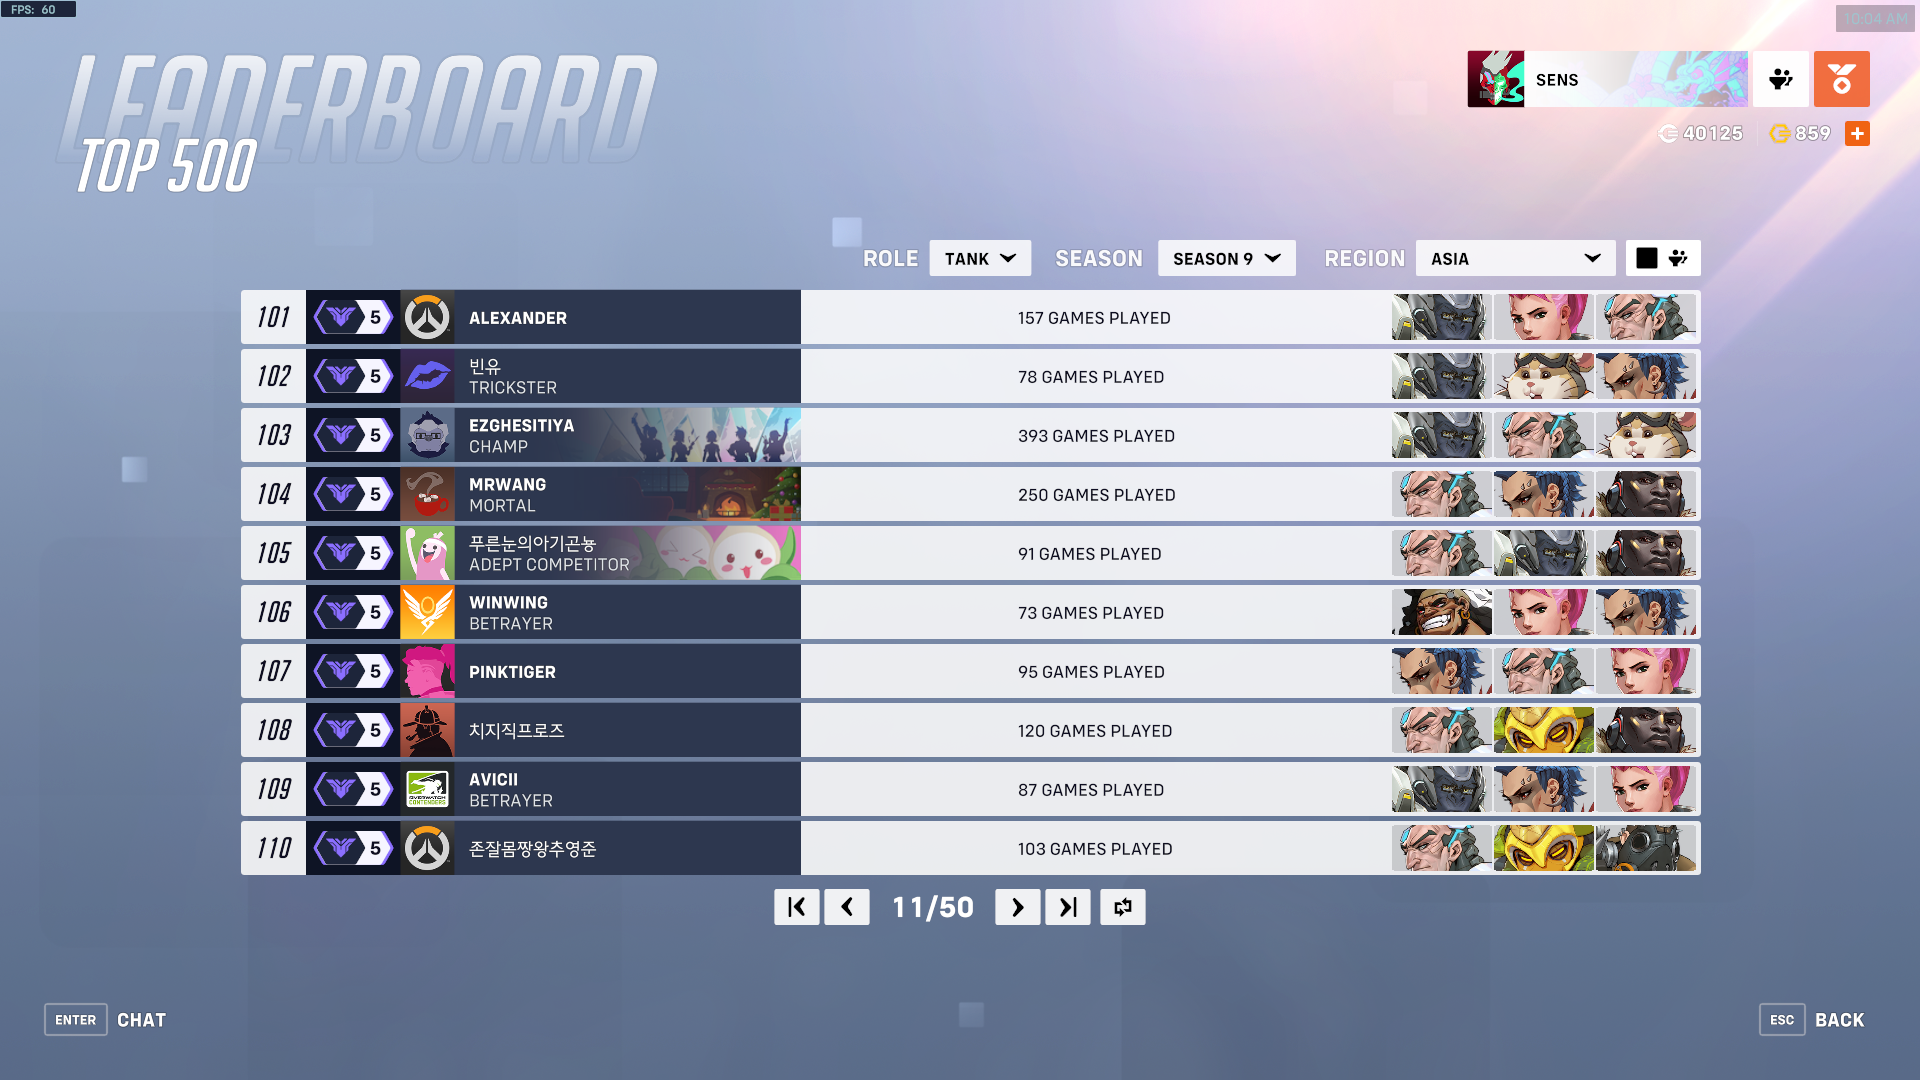 FPS: 60
10:04 AM
LEADERBOARD
TOP 500
SENS
40125
859
ROLE
TANK
SEASON
SEASON 9
REGION
ASIA
101 5 ALEXANDER 157 GAMES PLAYED
102 5 빈유 78 GAMES PLAYED
TRICKSTER
103 5 EZGHESITIYA 393 GAMES PLAYED
CHAMP
104 5 MRWANG 250 GAMES PLAYED
MORTAL
105 5 푸른눈의아기곤뇽 91 GAMES PLAYED
ADEPT COMPETITOR
106 5 WINWING 73 GAMES PLAYED
BETRAYER
107 5 PINKTIGER 95 GAMES PLAYED
108 5 치지직프로즈 120 GAMES PLAYED
109 5 AVICII 87 GAMES PLAYED
BETRAYER
OVERWATCH
CONTENDERS
110 5 존잘몸짱왕추영준 103 GAMES PLAYED
11/50
ENTER
CHAT
ESC
BACK